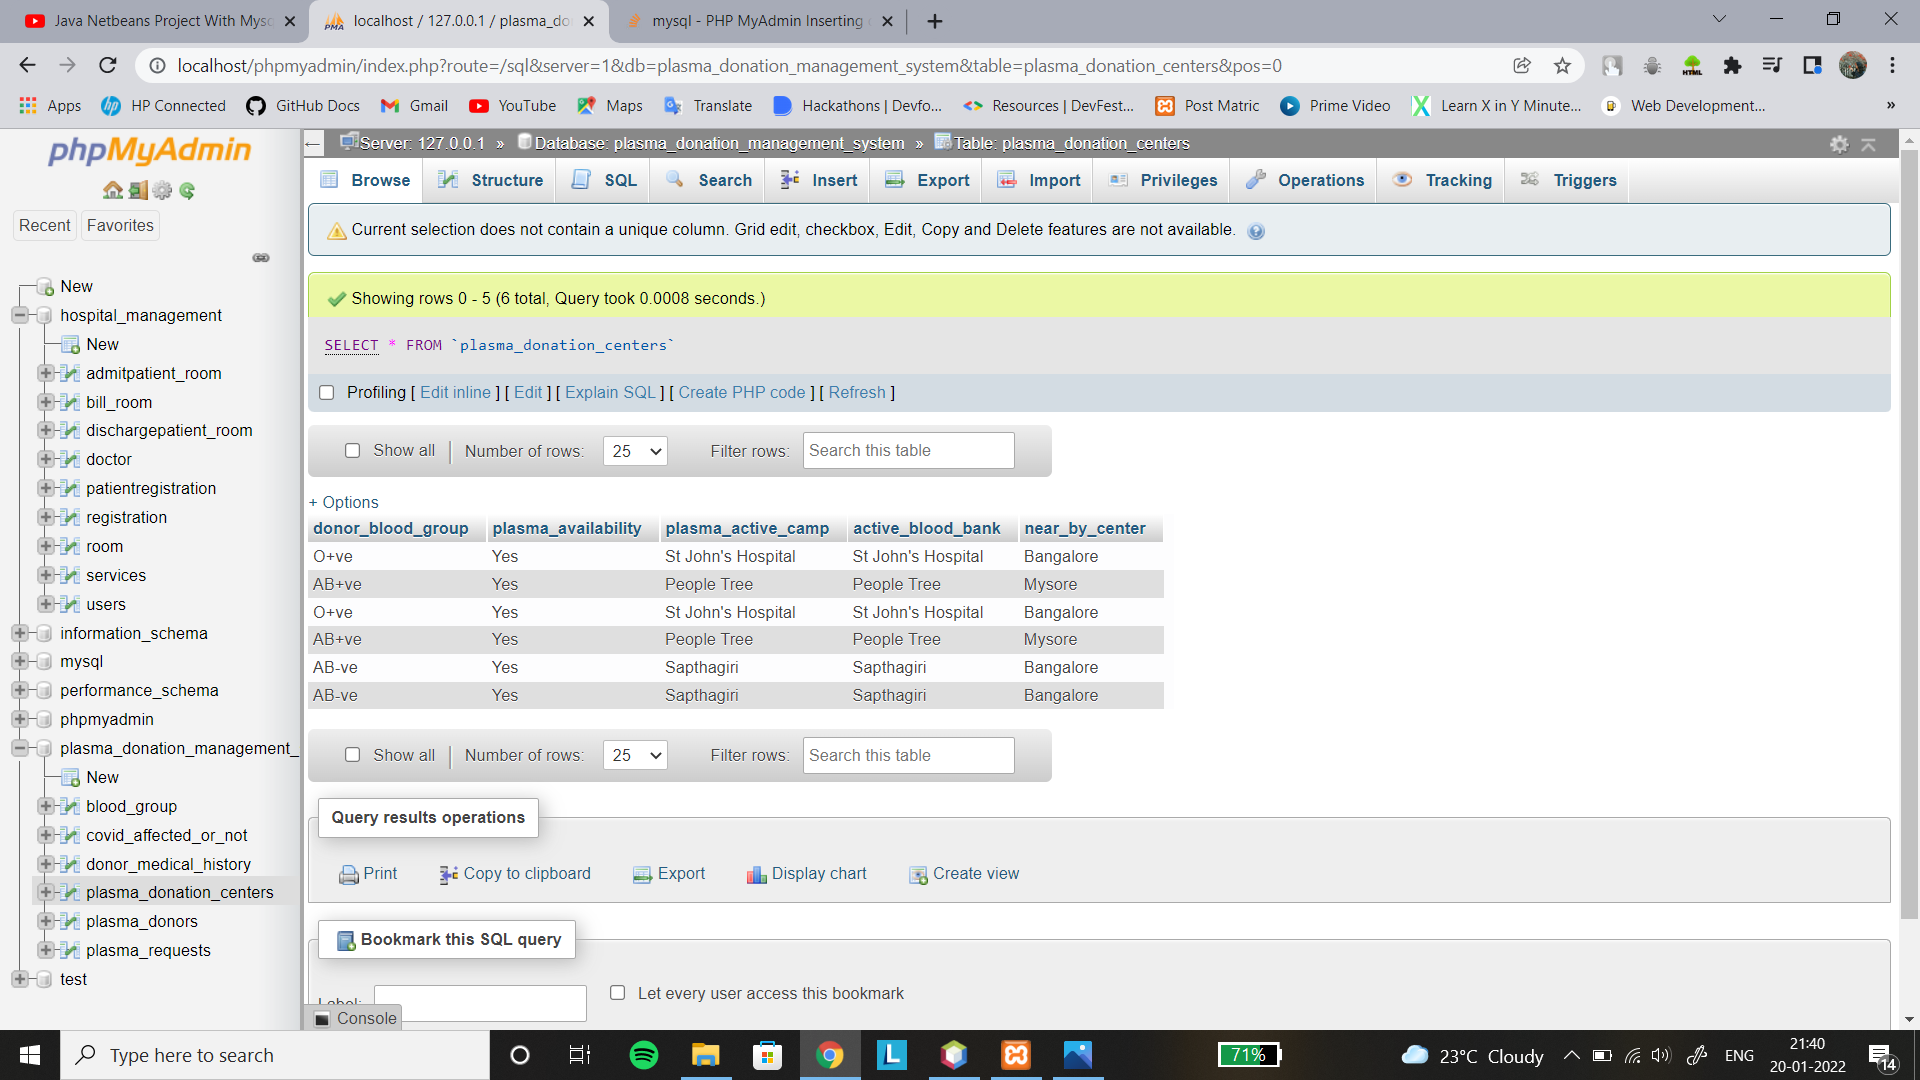 Java Netbeans Project With Mysq
localhost / 127.0.0.1 / plasma_do
mysql - PHP MyAdmin Inserting
localhost/phpmyadmin/index.php?route=/sql&server=1&db=plasma_donation_management_system&table=plasma_donation_centers&pos=0
Apps HP Connected GitHub Docs Gmail YouTube Maps Translate Hackathons | Devfo... Resources | DevFest... Post Matric Prime Video Learn X in Y Minute... Web Development... »
phpMyAdmin
Recent Favorites
New
hospital_management
New
admitpatient_room
bill_room
dischargepatient_room
doctor
patientregistration
registration
room
services
users
information_schema
mysql
performance_schema
phpmyadmin
plasma_donation_management_
New
blood_group
covid_affected_or_not
donor_medical_history
plasma_donation_centers
plasma_donors
plasma_requests
test
Server: 127.0.0.1 » Database: plasma_donation_management_system » Table: plasma_donation_centers
Browse Structure SQL Search Insert Export Import Privileges Operations Tracking Triggers
Current selection does not contain a unique column. Grid edit, checkbox, Edit, Copy and Delete features are not available.
Showing rows 0 - 5 (6 total, Query took 0.0008 seconds.)
SELECT * FROM `plasma_donation_centers`
Profiling [ Edit inline ] [ Edit ] [ Explain SQL ] [ Create PHP code ] [ Refresh ]
Show all Number of rows: 25 Filter rows: Search this table
+ Options
donor_blood_group plasma_availability plasma_active_camp active_blood_bank near_by_center
O+ve Yes St John's Hospital St John's Hospital Bangalore
AB+ve Yes People Tree People Tree Mysore
O+ve Yes St John's Hospital St John's Hospital Bangalore
AB+ve Yes People Tree People Tree Mysore
AB-ve Yes Sapthagiri Sapthagiri Bangalore
AB-ve Yes Sapthagiri Sapthagiri Bangalore
Show all Number of rows: 25 Filter rows: Search this table
Query results operations
Print Copy to clipboard Export Display chart Create view
Bookmark this SQL query
Label: Let every user access this bookmark
Console
Type here to search
71%
23°C Cloudy
ENG
21:40
20-01-2022
14